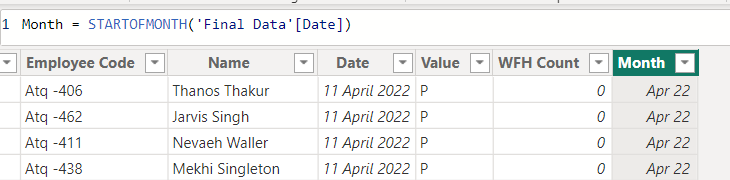 1 Month = STARTOFMONTH('Final Data'[Date])
Employee Code Name Date Value WFH Count Month
Atq -406 Thanos Thakur 11 April 2022 P 0 Apr 22
Atq -462 Jarvis Singh 11 April 2022 P 0 Apr 22
Atq -411 Nevaeh Waller 11 April 2022 P 0 Apr 22
Atq -438 Mekhi Singleton 11 April 2022 P 0 Apr 22